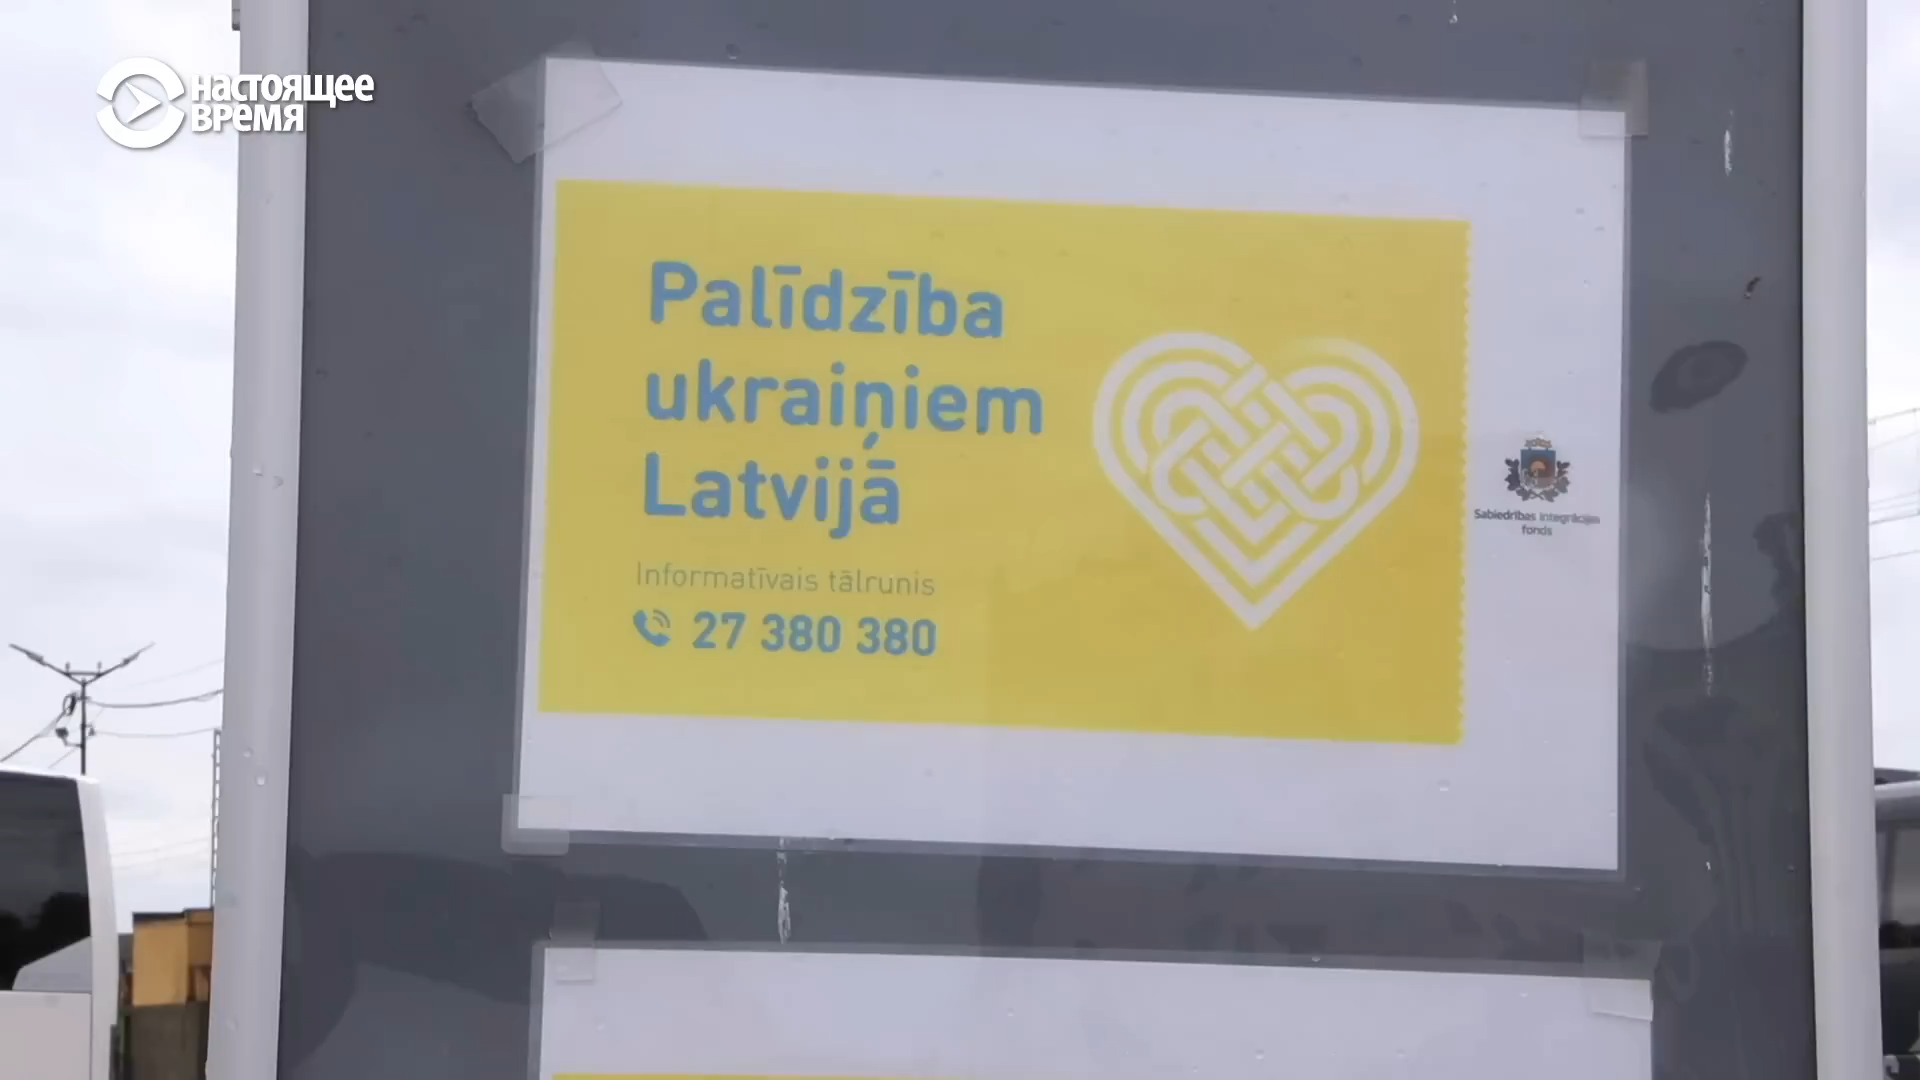 настоящее
время
Palīdzība
ukraiņiem
Latvijā
Informatīvais tālrunis
27 380 380
Sabiedrības integrācijas
fonds